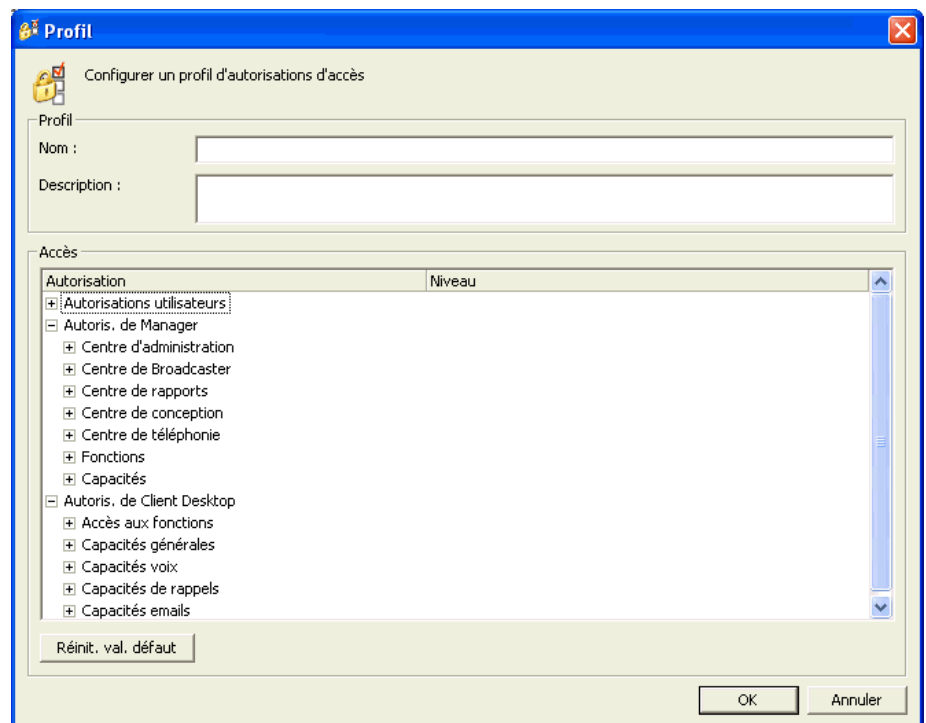 Profil
Configurer un profil d'autorisations d'accès
Profil
Nom :
Description :
Accès
Autorisation Niveau
Autorisations utilisateurs
Autoris. de Manager
Centre d'administration
Centre de Broadcaster
Centre de rapports
Centre de conception
Centre de téléphonie
Fonctions
Capacités
Autoris. de Client Desktop
Accès aux fonctions
Capacités générales
Capacités voix
Capacités de rappels
Capacités emails
Réinit. val. défaut
OK Annuler